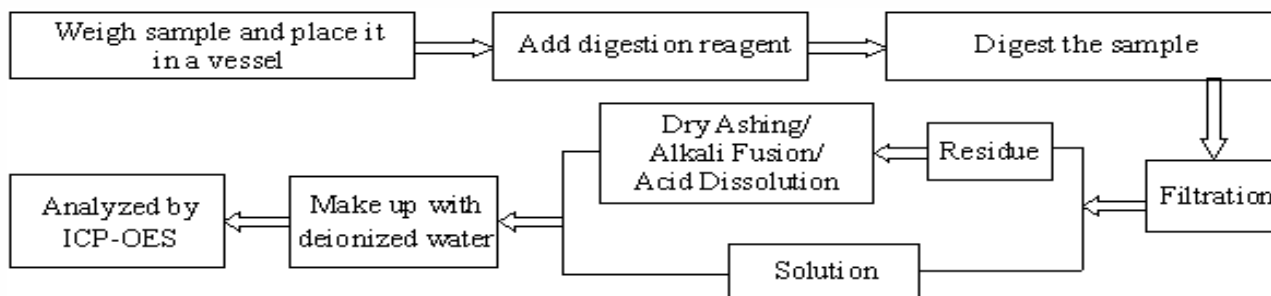 Weigh sample and place it
in a vessel
Add digestion reagent
Digest the sample
Filtration
Residue
Dry Ashing/
Alkali Fusion/
Acid Dissolution
Solution
Make up with
deionized water
Analyzed by
ICP-OES